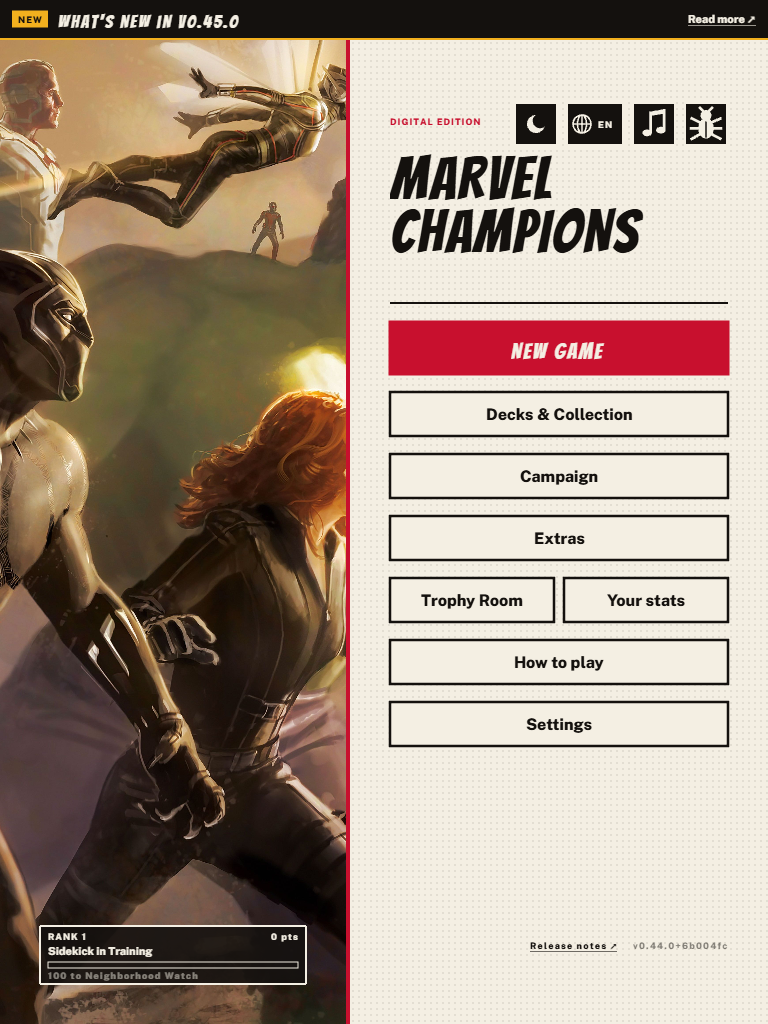 NEW WHAT'S NEW IN V0.45.0 Read more ↗
DIGITAL EDITION
EN
MARVEL
CHAMPIONS
NEW GAME
Decks & Collection
Campaign
Extras
Trophy Room
Your stats
How to play
Settings
RANK 1 0 pts
Sidekick in Training
100 to Neighborhood Watch
Release notes ↗ v0.44.0+6b004fc